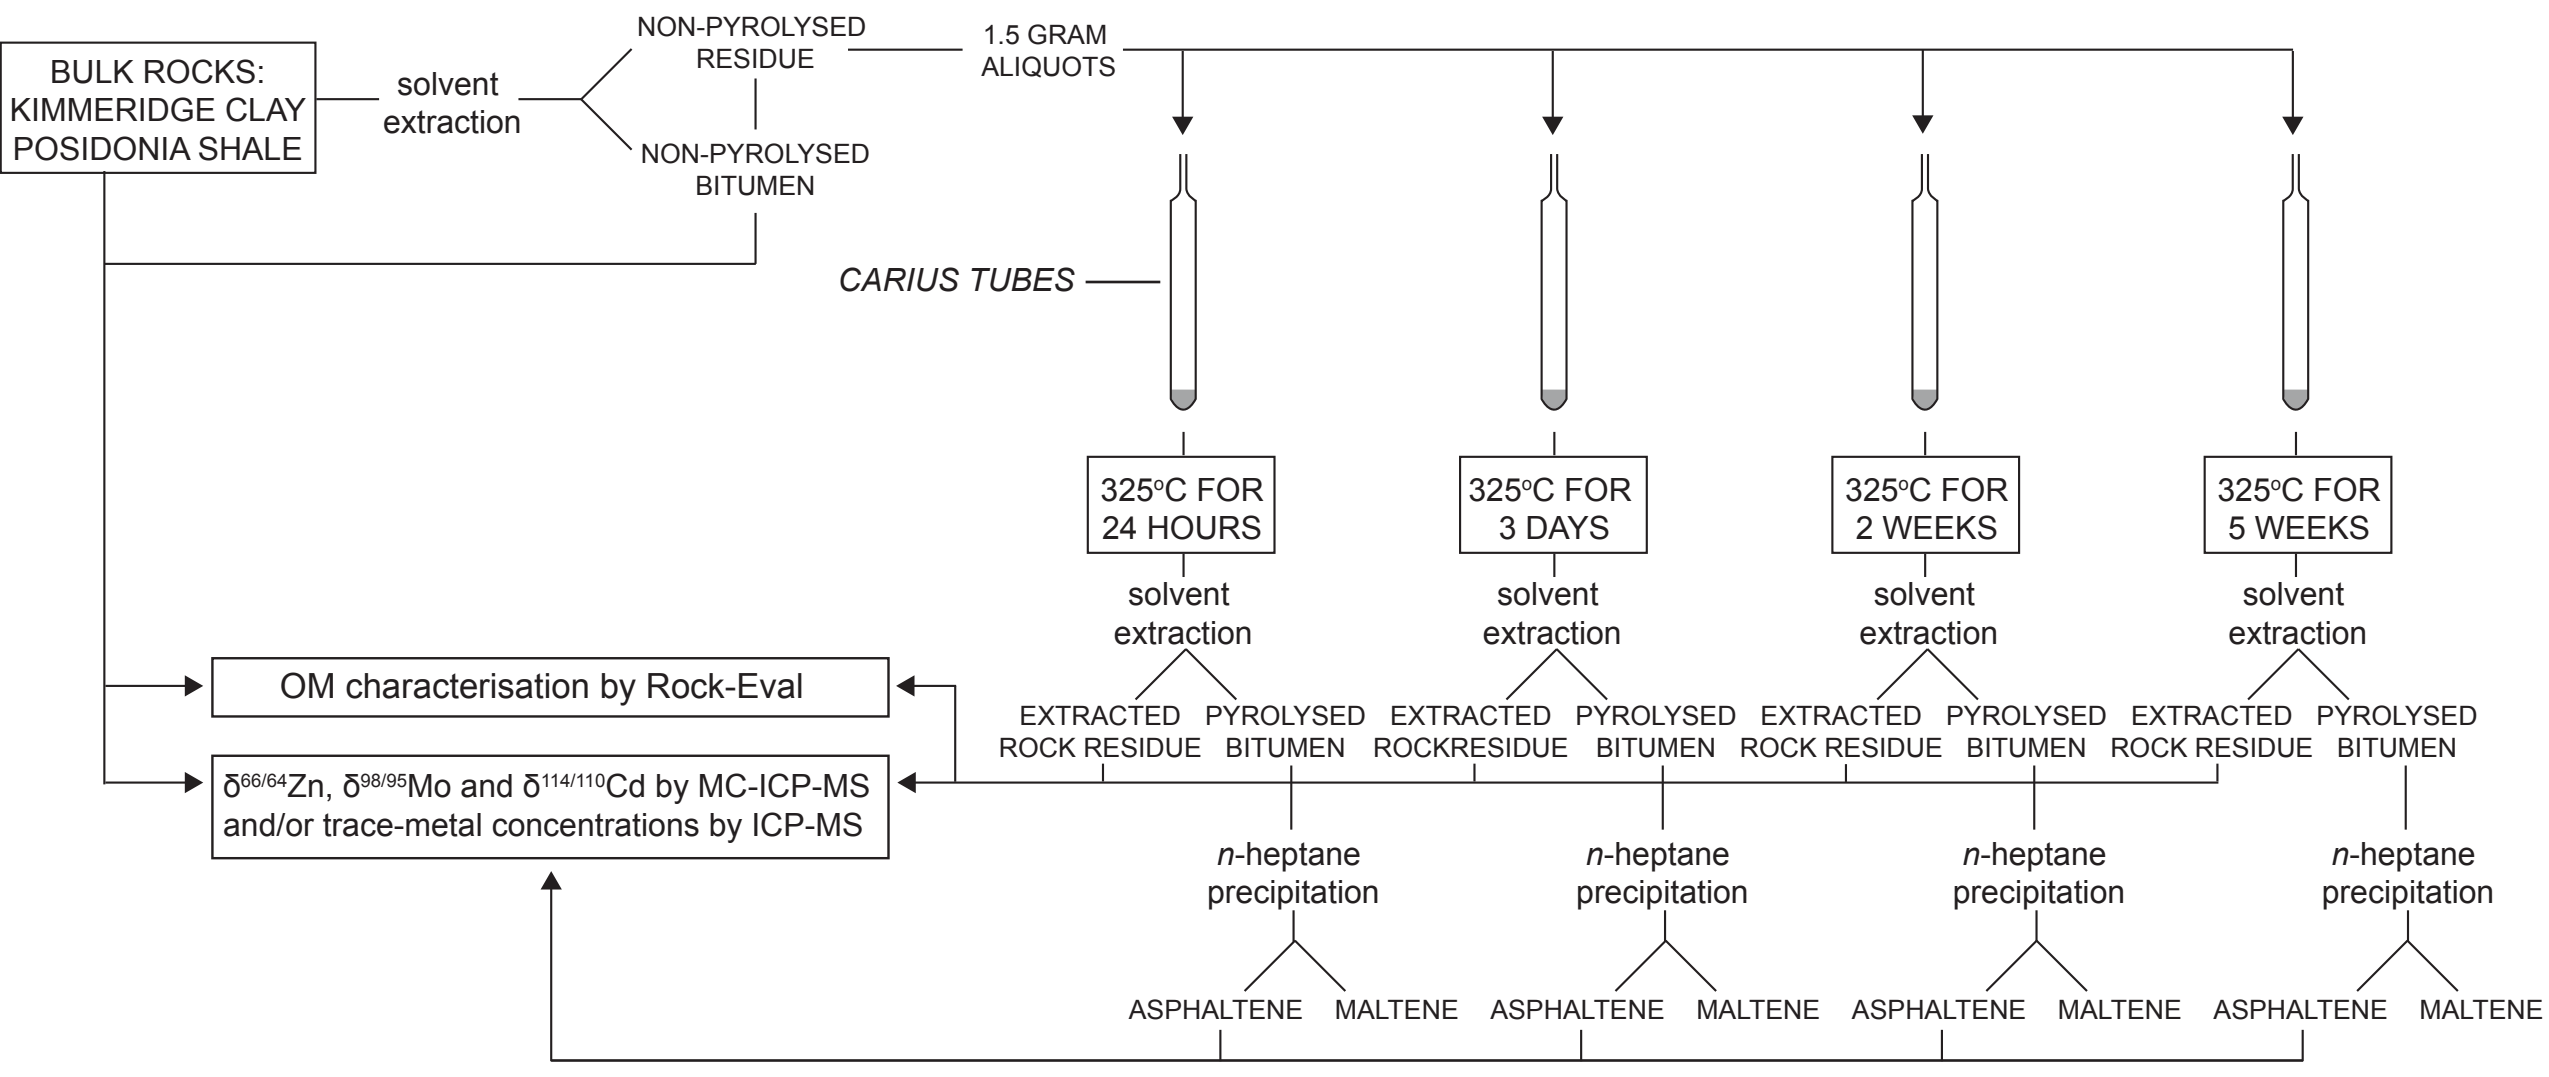 BULK ROCKS:
KIMMERIDGE CLAY
POSIDONIA SHALE
solvent
extraction
NON-PYROLYSED
RESIDUE
NON-PYROLYSED
BITUMEN
1.5 GRAM
ALIQUOTS
CARIUS TUBES
325ºC FOR
24 HOURS
325ºC FOR
3 DAYS
325ºC FOR
2 WEEKS
325ºC FOR
5 WEEKS
solvent
extraction
solvent
extraction
solvent
extraction
solvent
extraction
EXTRACTED
ROCK RESIDUE
PYROLYSED
BITUMEN
EXTRACTED
ROCKRESIDUE
PYROLYSED
BITUMEN
EXTRACTED
ROCK RESIDUE
PYROLYSED
BITUMEN
EXTRACTED
ROCK RESIDUE
PYROLYSED
BITUMEN
OM characterisation by Rock-Eval
δ66/64Zn, δ98/95Mo and δ114/110Cd by MC-ICP-MS
and/or trace-metal concentrations by ICP-MS
n-heptane
precipitation
n-heptane
precipitation
n-heptane
precipitation
n-heptane
precipitation
ASPHALTENE
MALTENE
ASPHALTENE
MALTENE
ASPHALTENE
MALTENE
ASPHALTENE
MALTENE